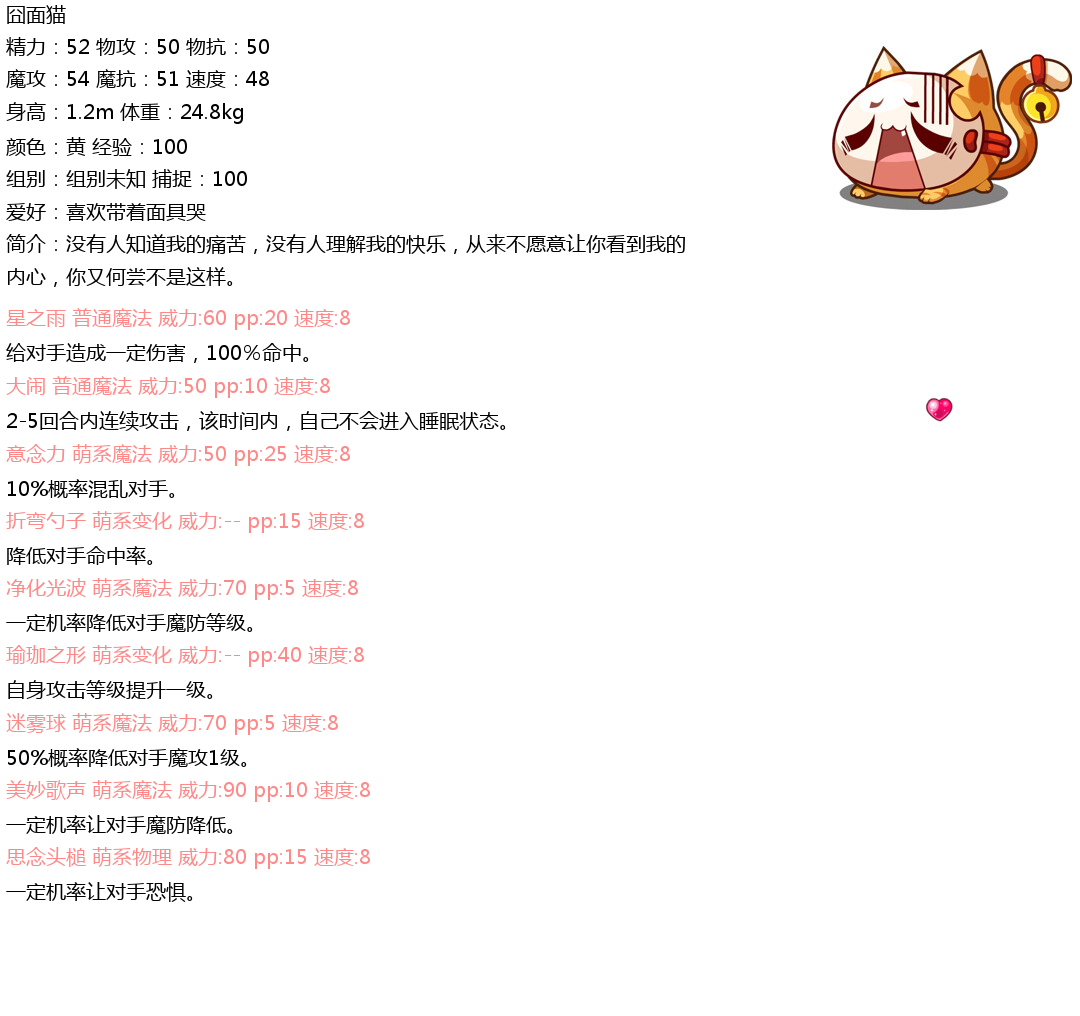 囧面猫
精力：52 物攻：50 物抗：50
魔攻：54 魔抗：51 速度：48
身高：1.2m 体重：24.8kg
颜色：黄 经验：100
组别：组别未知 捕捉：100
爱好：喜欢带着面具哭
简介：没有人知道我的痛苦，没有人理解我的快乐，从来不愿意让你看到我的
内心，你又何尝不是这样。
星之雨 普通魔法 威力:60 pp:20 速度:8
给对手造成一定伤害，100%命中。
大闹 普通魔法 威力:50 pp:10 速度:8
2-5回合内连续攻击，该时间内，自己不会进入睡眠状态。
意念力 萌系魔法 威力:50 pp:25 速度:8
10%概率混乱对手。
折弯勺子 萌系变化 威力:-- pp:15 速度:8
降低对手命中率。
净化光波 萌系魔法 威力:70 pp:5 速度:8
一定机率降低对手魔防等级。
瑜珈之形 萌系变化 威力:-- pp:40 速度:8
自身攻击等级提升一级。
迷雾球 萌系魔法 威力:70 pp:5 速度:8
50%概率降低对手魔攻1级。
美妙歌声 萌系魔法 威力:90 pp:10 速度:8
一定机率让对手魔防降低。
思念头槌 萌系物理 威力:80 pp:15 速度:8
一定机率让对手恐惧。